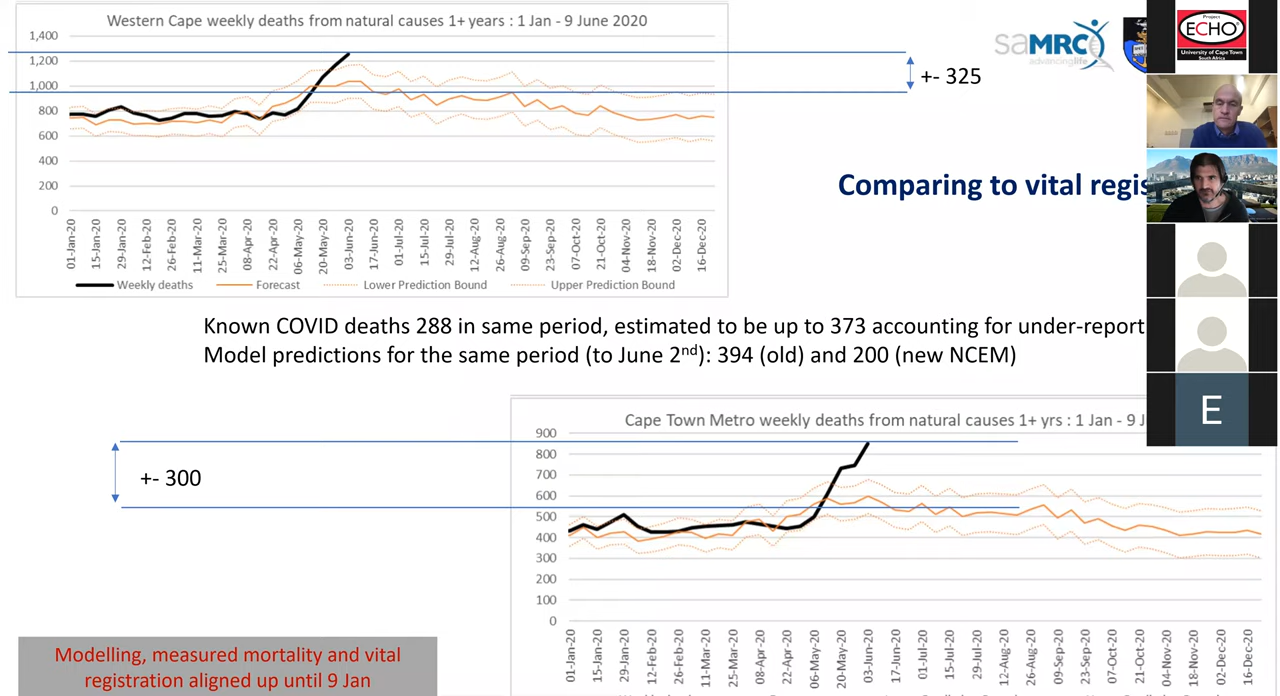 Western Cape weekly deaths from natural causes 1+ years : 1 Jan - 9 June 2020
1,400
1,200
1,000
800
600
400
200
0
01-Jan-20
15-Jan-20
29-Jan-20
12-Feb-20
26-Feb-20
11-Mar-20
25-Mar-20
08-Apr-20
22-Apr-20
06-May-20
20-May-20
03-Jun-20
17-Jun-20
01-Jul-20
15-Jul-20
29-Jul-20
12-Aug-20
26-Aug-20
09-Sep-20
23-Sep-20
07-Oct-20
21-Oct-20
04-Nov-20
18-Nov-20
02-Dec-20
16-Dec-20
Weekly deaths
Forecast
Lower Prediction Bound
Upper Prediction Bound
+- 325
saMRC
advancinglife
Project
ECHO
University of Cape Town
South Africa
Comparing to vital regis
Known COVID deaths 288 in same period, estimated to be up to 373 accounting for under-report
Model predictions for the same period (to June 2nd): 394 (old) and 200 (new NCEM)
E
+- 300
Cape Town Metro weekly deaths from natural causes 1+ yrs : 1 Jan - 9 J
900
800
700
600
500
400
300
200
100
0
01-Jan-20
15-Jan-20
29-Jan-20
12-Feb-20
26-Feb-20
11-Mar-20
25-Mar-20
08-Apr-20
22-Apr-20
06-May-20
20-May-20
03-Jun-20
17-Jun-20
01-Jul-20
15-Jul-20
29-Jul-20
12-Aug-20
26-Aug-20
09-Sep-20
23-Sep-20
07-Oct-20
21-Oct-20
04-Nov-20
18-Nov-20
02-Dec-20
16-Dec-20
Modelling, measured mortality and vital
registration aligned up until 9 Jan